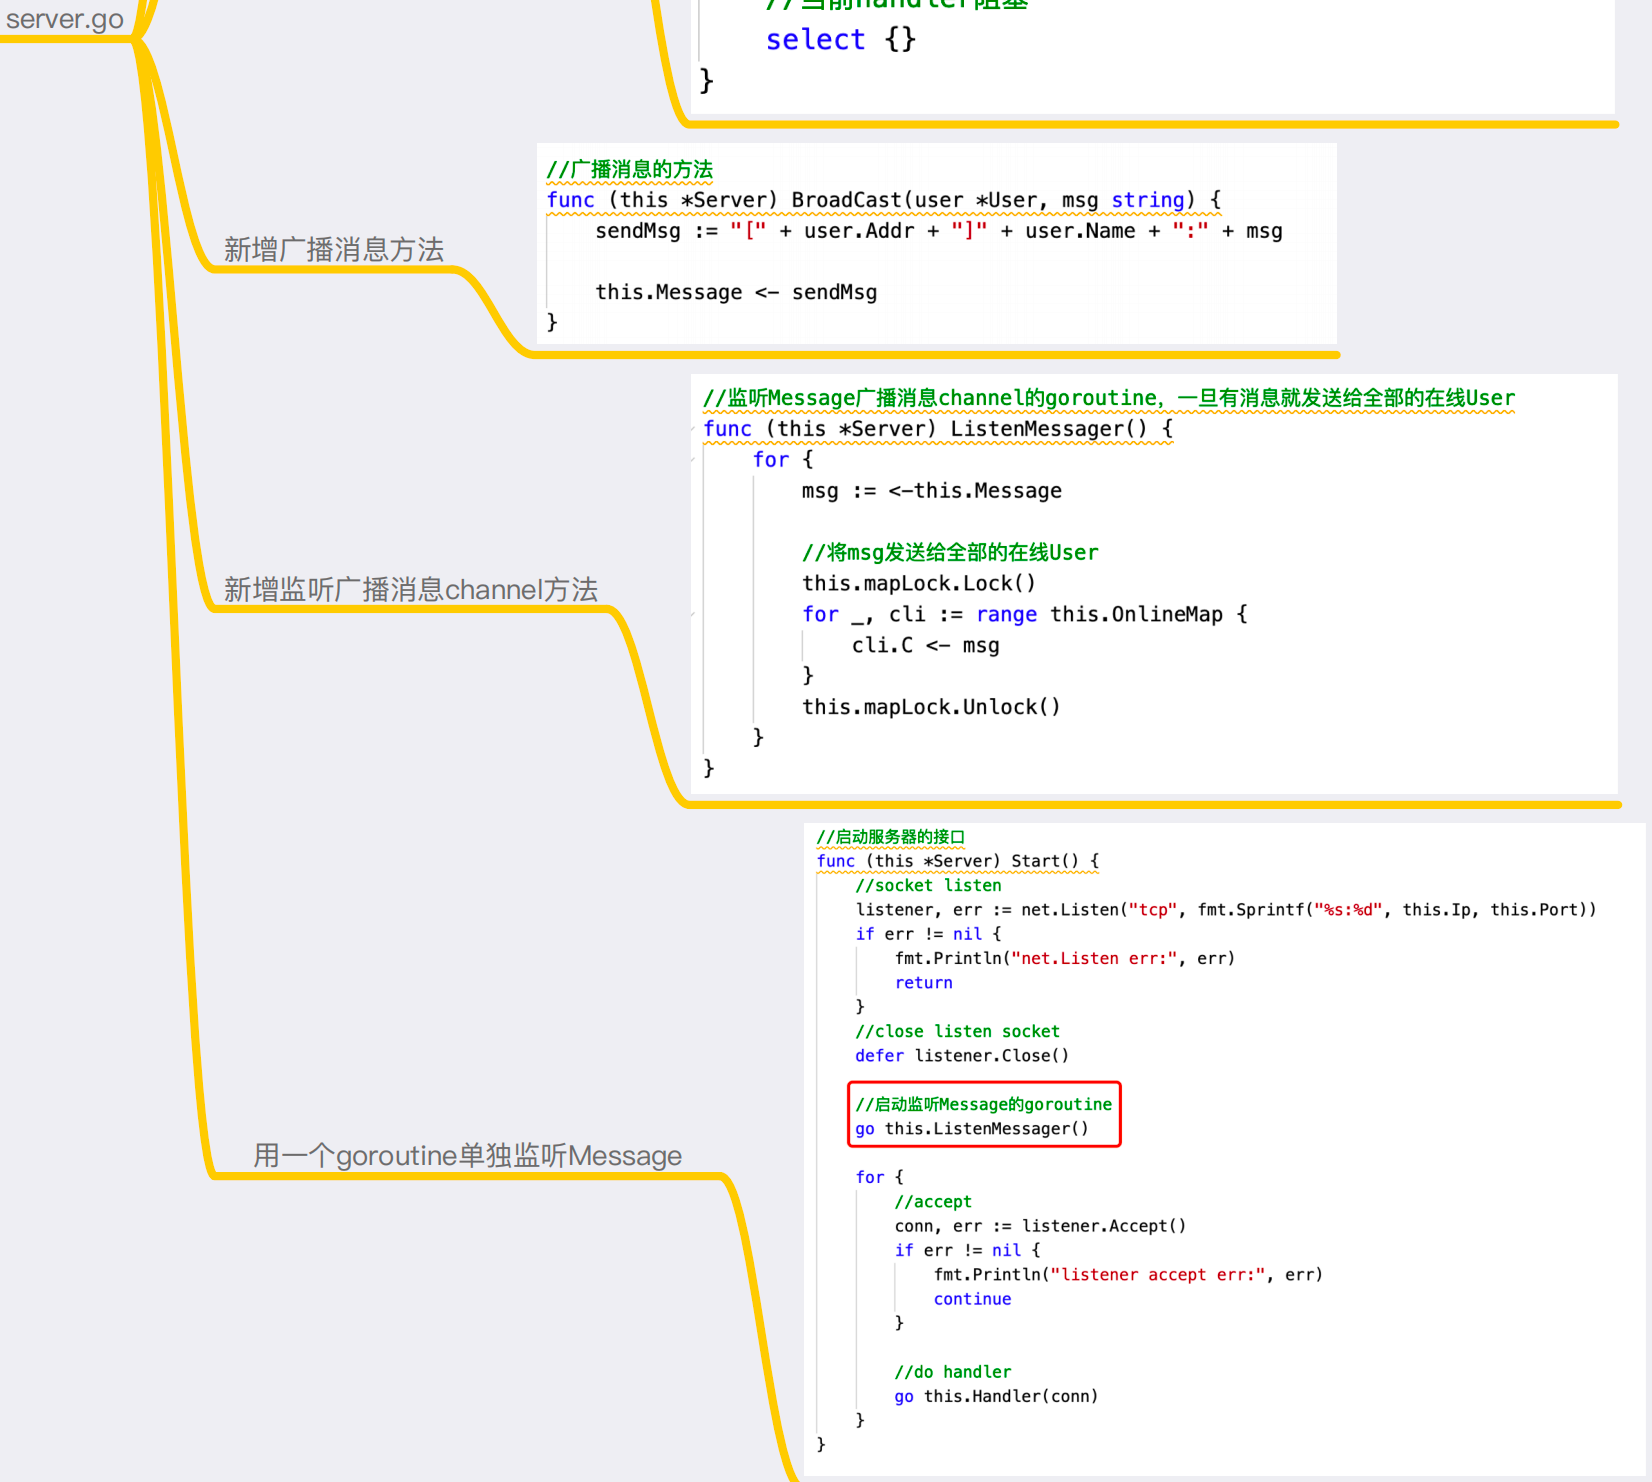 server.go
//当前handler阻塞
select {}
}
新增广播消息方法
//广播消息的方法
func (this *Server) BroadCast(user *User, msg string) {
sendMsg := "[" + user.Addr + "]" + user.Name + ":" + msg
this.Message <- sendMsg
}
新增监听广播消息channel方法
//监听Message广播消息channel的goroutine，一旦有消息就发送给全部的在线User
func (this *Server) ListenMessager() {
for {
msg := <-this.Message
//将msg发送给全部的在线User
this.mapLock.Lock()
for _, cli := range this.OnlineMap {
cli.C <- msg
}
this.mapLock.Unlock()
}
}
用一个goroutine单独监听Message
//启动服务器的接口
func (this *Server) Start() {
//socket listen
listener, err := net.Listen("tcp", fmt.Sprintf("%s:%d", this.Ip, this.Port))
if err != nil {
fmt.Println("net.Listen err:", err)
return
}
//close listen socket
defer listener.Close()
//启动监听Message的goroutine
go this.ListenMessager()
for {
//accept
conn, err := listener.Accept()
if err != nil {
fmt.Println("listener accept err:", err)
continue
}
//do handler
go this.Handler(conn)
}
}